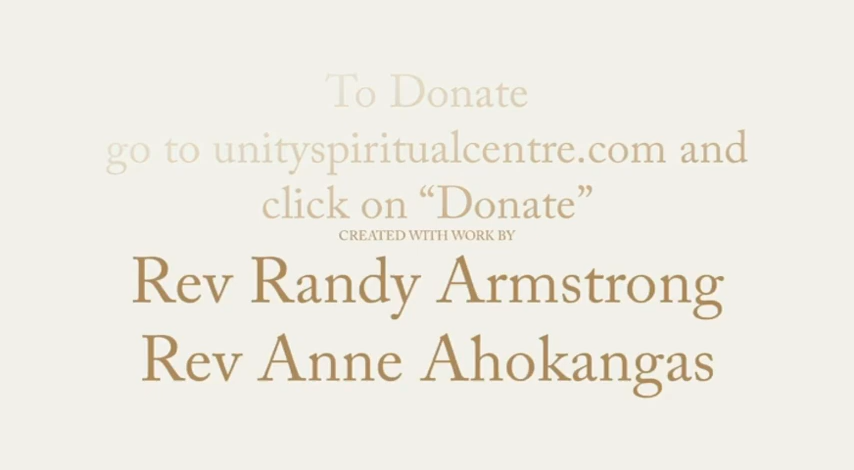 To Donate
go to unityspiritualcentre.com and
click on “Donate”
CREATED WITH WORK BY
Rev Randy Armstrong
Rev Anne Ahokangas